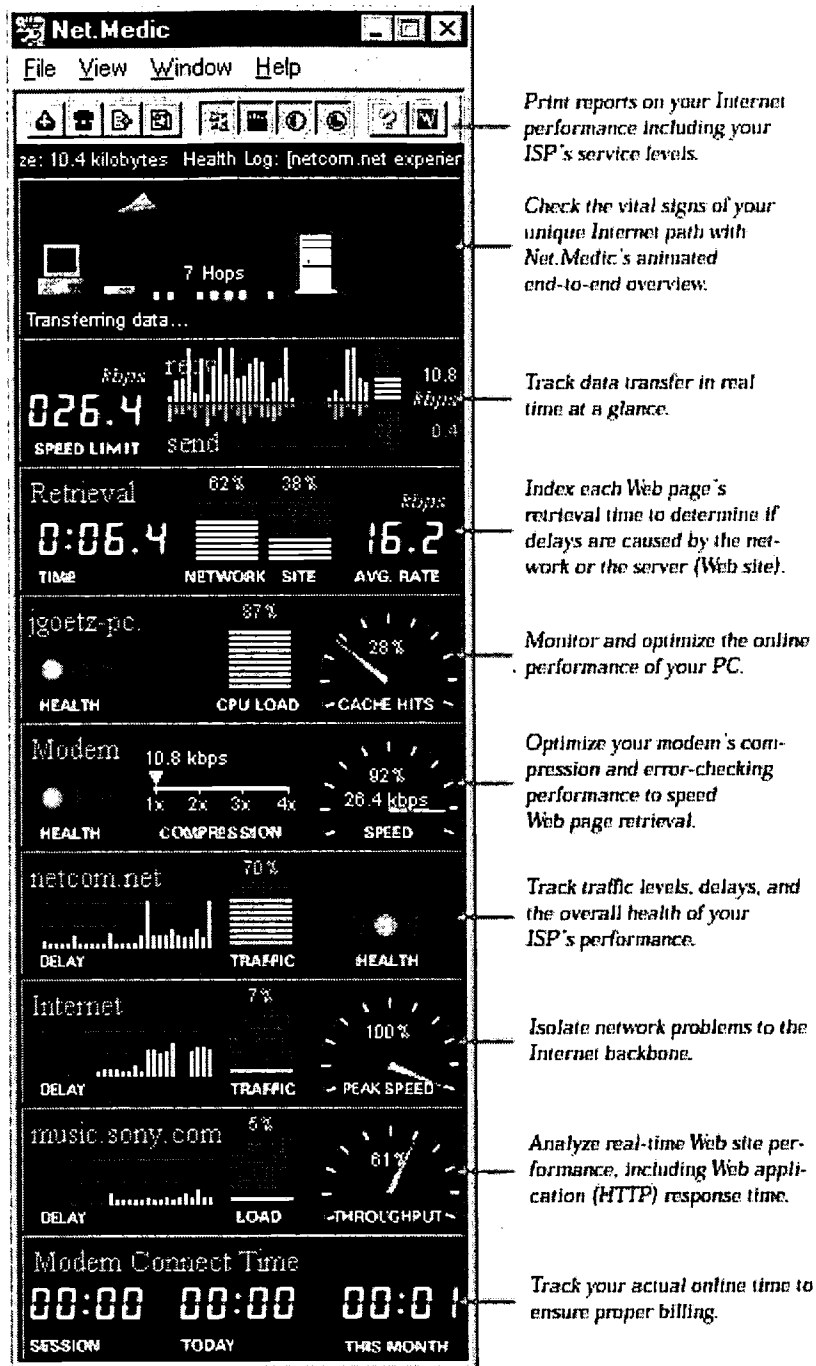 Net.Medic
File View Window Help
ze: 10.4 kilobytes Health Log: [netcom.net experier
Print reports on your Internet
performance including your
ISP's service levels.
7 Hops
Transferring data...
Check the vital signs of your
unique Internet path with
Net.Medic's animated
end-to-end overview.
kbps recv 10.8
026.4 kbps
SPEED LIMIT send 0.4
Track data transfer in real
time at a glance.
Retrieval 62% 38% kbps
0:06.4 16.2
TIME NETWORK SITE AVG. RATE
Index each Web page's
retrieval time to determine if
delays are caused by the net-
work or the server (Web site).
jgoetz-pc. 87%
28%
HEALTH CPU LOAD CACHE HITS
Monitor and optimize the online
performance of your PC.
Modem 10.8 kbps
92%
26.4 kbps
1x 2x 3x 4x
HEALTH COMPRESSION SPEED
Optimize your modem's com-
pression and error-checking
performance to speed
Web page retrieval.
netcom.net 70%
DELAY TRAFFIC HEALTH
Track traffic levels, delays, and
the overall health of your
ISP's performance.
Internet 7%
100%
DELAY TRAFFIC PEAK SPEED
Isolate network problems to the
Internet backbone.
music.sony.com 5%
61%
DELAY LOAD THROUGHPUT
Analyze real-time Web site per-
formance, including Web appli-
cation (HTTP) response time.
Modem Connect Time
00:00 00:00 00:01
SESSION TODAY THIS MONTH
Track your actual online time to
ensure proper billing.